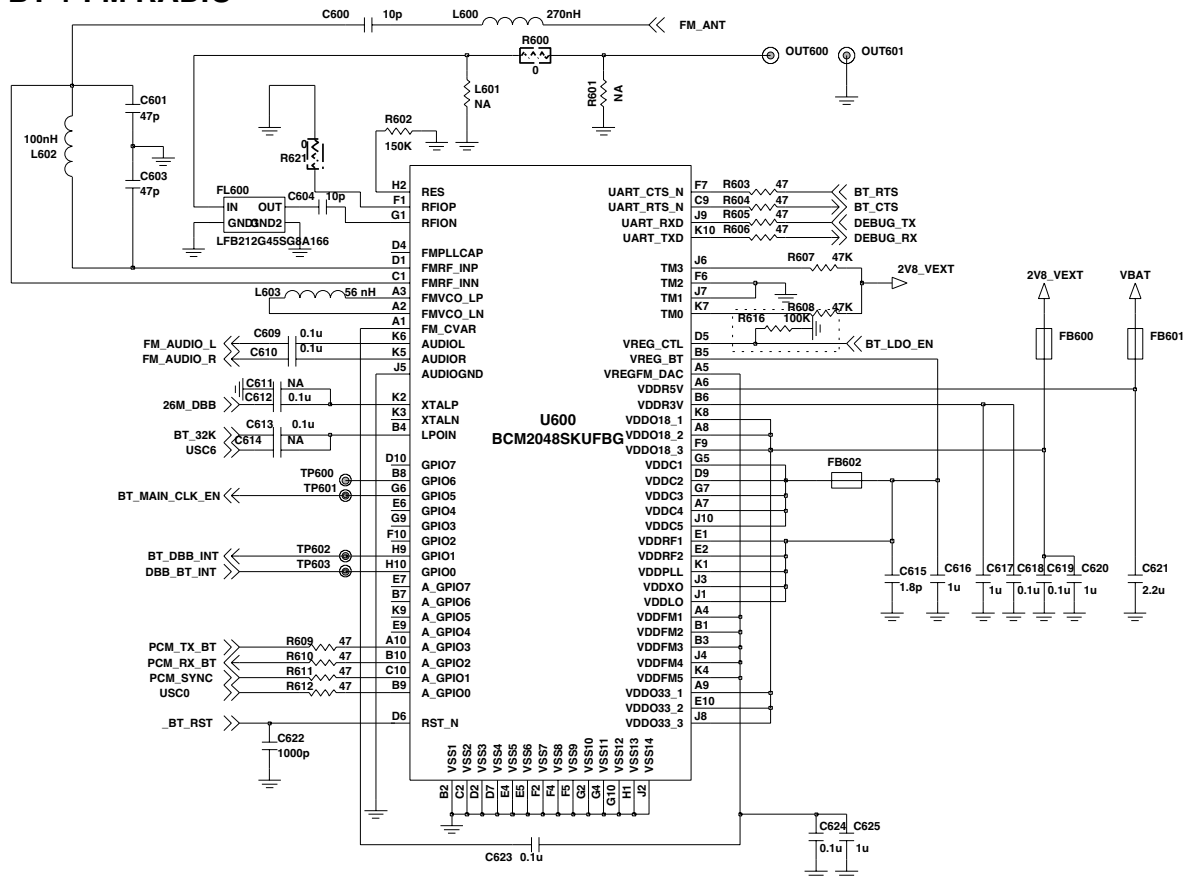 BT + FM RADIO
C600 10p L600 270nH FM_ANT
R600 0 OUT600 OUT601
C601 47p
L601 NA
R601 NA
R602 150K
100nH L602
0 R621
C603 47p
FL600 C604 10p
IN OUT
GND1 GND2
LFB212G45SG8A166
H2 RES
F1 RFIOP
G1 RFION
D4 FMPLLCAP
D1 FMRF_INP
C1 FMRF_INN
L603 56 nH A3 FMVCO_LP
A2 FMVCO_LN
A1 FM_CVAR
FM_AUDIO_L C609 0.1u K6 AUDIOL
FM_AUDIO_R C610 0.1u K5 AUDIOR
J5 AUDIOGND
C611 NA
26M_DBB C612 0.1u K2 XTALP
K3 XTALN
BT_32K C613 0.1u B4 LPOIN
USC6 C614 NA
D10 GPIO7
TP600 B8 GPIO6
BT_MAIN_CLK_EN TP601 G6 GPIO5
E6 GPIO4
G9 GPIO3
F10 GPIO2
BT_DBB_INT TP602 H9 GPIO1
DBB_BT_INT TP603 H10 GPIO0
E7 A_GPIO7
B7 A_GPIO6
K9 A_GPIO5
E9 A_GPIO4
PCM_TX_BT R609 47 A10 A_GPIO3
PCM_RX_BT R610 47 B10 A_GPIO2
PCM_SYNC R611 47 C10 A_GPIO1
USC0 R612 47 B9 A_GPIO0
_BT_RST D6 RST_N
C622 1000p
U600
BCM2048SKUFBG
UART_CTS_N F7 R603 47 BT_RTS
UART_RTS_N C9 R604 47 BT_CTS
UART_RXD J9 R605 47 DEBUG_TX
UART_TXD K10 R606 47 DEBUG_RX
TM3 J6 R607 47K
TM2 F6 2V8_VEXT
TM1 J7
TM0 K7 R608 47K
R616 100K
VREG_CTL D5 BT_LDO_EN
VREG_BT B5
VREGFM_DAC A5
VDDR5V A6
VDDR3V B6
VDDO18_1 K8
VDDO18_2 A8
VDDO18_3 F9
VDDC1 G5
VDDC2 D9 FB602
VDDC3 G7
VDDC4 A7
VDDC5 J10
VDDRF1 E1
VDDRF2 E2
VDDPLL K1
VDDXO J3
VDDLO J1
VDDFM1 A4
VDDFM2 B1
VDDFM3 B3
VDDFM4 J4
VDDFM5 K4
VDDO33_1 A9
VDDO33_2 E10
VDDO33_3 J8
2V8_VEXT VBAT
FB600 FB601
C615 C616 C617 C618 C619 C620 C621
1.8p 1u 1u 0.1u 0.1u 1u 2.2u
VSS1 VSS2 VSS3 VSS4 VSS5 VSS6 VSS7 VSS8 VSS9 VSS10 VSS11 VSS12 VSS13 VSS14
B2 C2 D2 D7 E4 E5 F2 F4 F5 G2 G4 G10 H1 J2
C623 0.1u
C624 C625
0.1u 1u